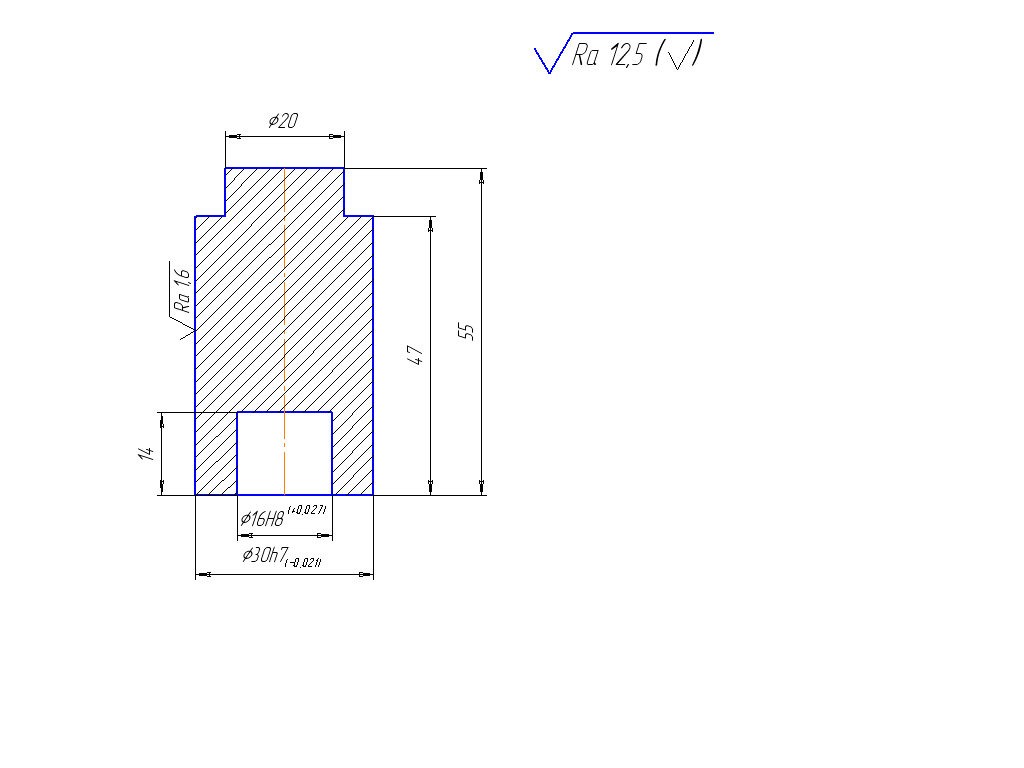 Ra 12,5 (√)
⌀20
Ra 1,6
47
55
14
⌀16H8 (+0,027)
⌀30h7 (-0,021)